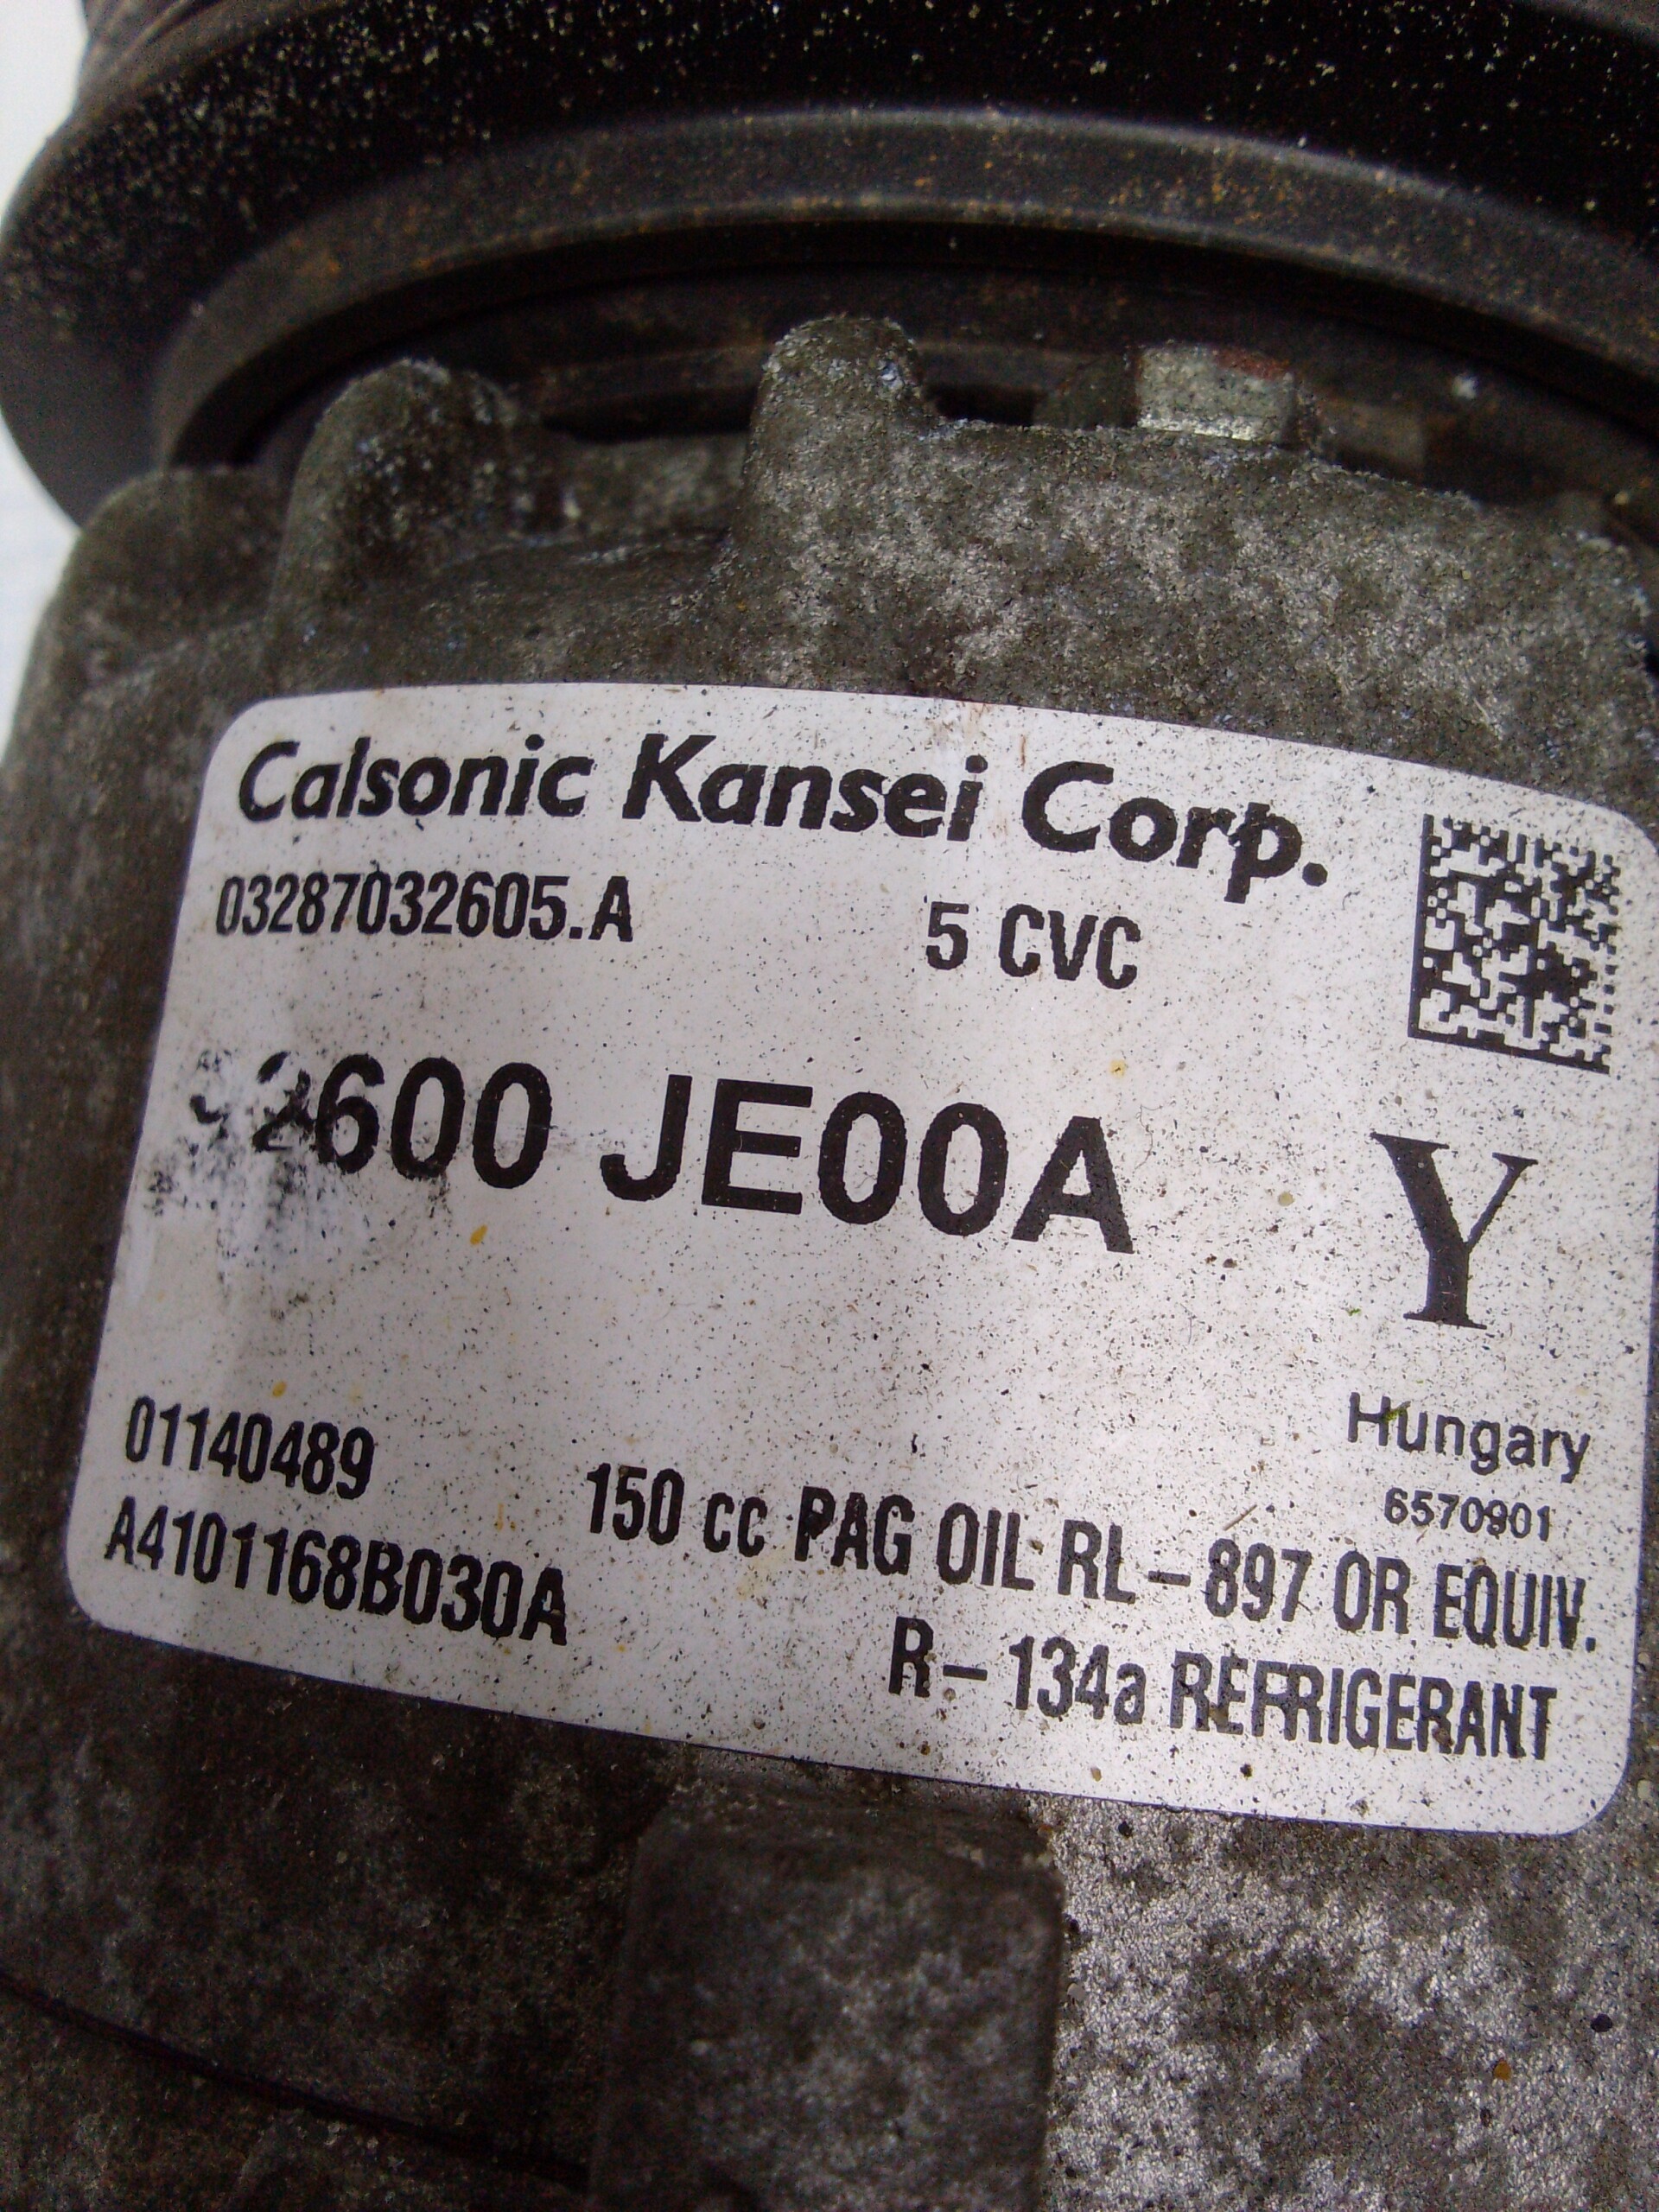 Calsonic Kansei Corp.
03287032605.A 5 CVC
92600 JE00A Y
Hungary
6570901
01140489 150 cc PAG OIL RL-897 OR EQUIV.
A4101168B030A R-134a REFRIGERANT